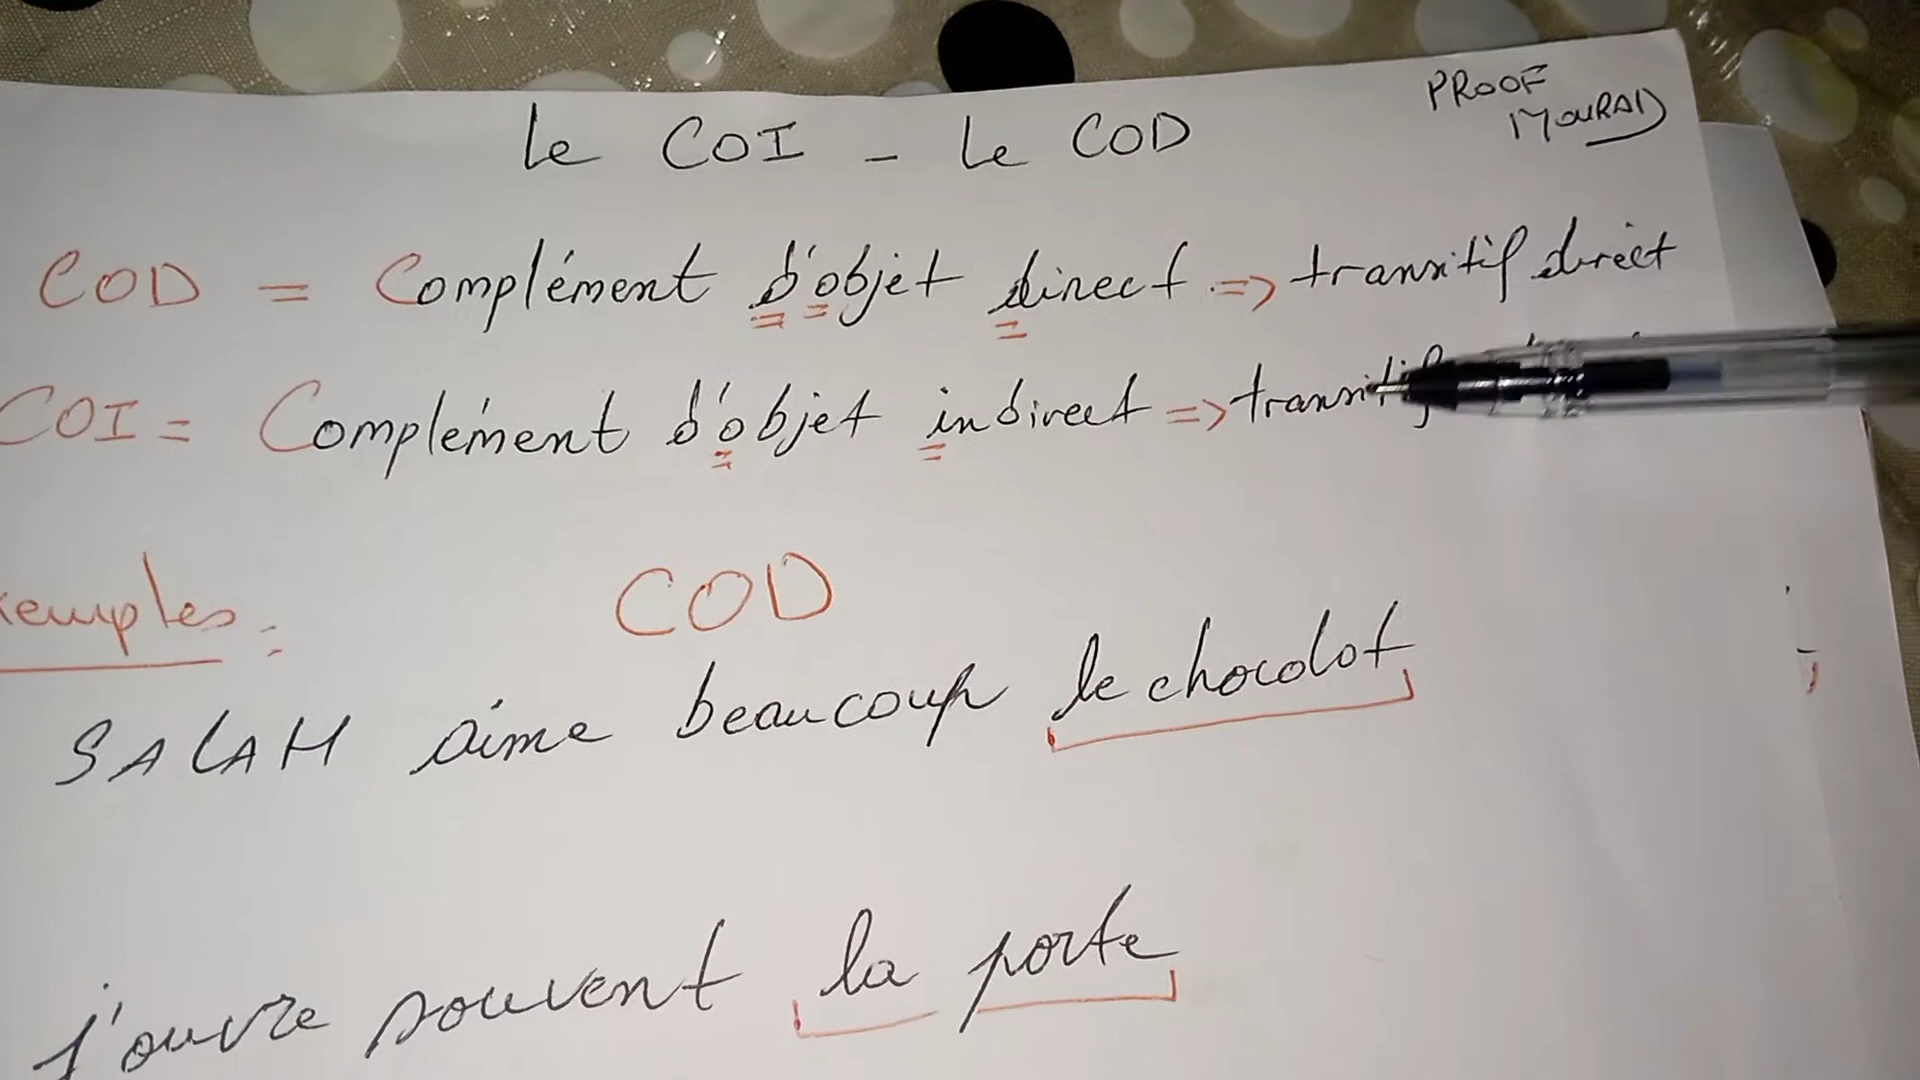 PROOF
MOURAD
le COI - le COD
COD = Complément d'objet direct => transitif direct
COI = Complément d'objet indirect => transitif
xemples:
COD
SALAH aime beaucoup le chocolat
j'ouvre souvent la porte